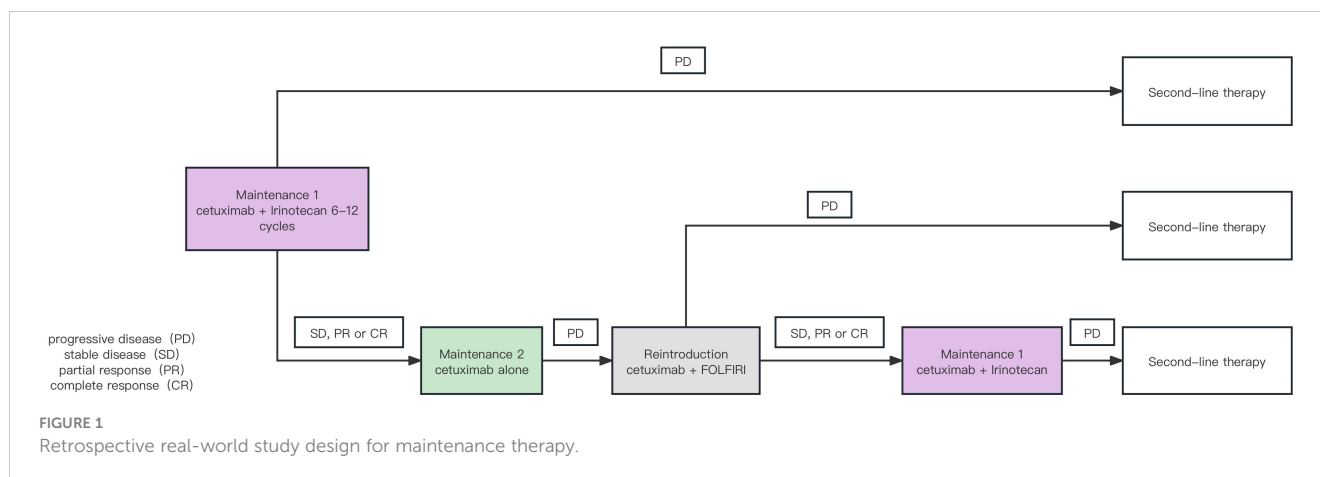 PD
Second–line therapy
Maintenance 1
cetuximab + Irinotecan 6–12
cycles
PD
Second–line therapy
progressive disease (PD)
stable disease (SD)
partial response (PR)
complete response (CR)
SD, PR or CR
Maintenance 2
cetuximab alone
PD
Reintroduction
cetuximab + FOLFIRI
SD, PR or CR
Maintenance 1
cetuximab + Irinotecan
PD
Second–line therapy
FIGURE 1
Retrospective real-world study design for maintenance therapy.